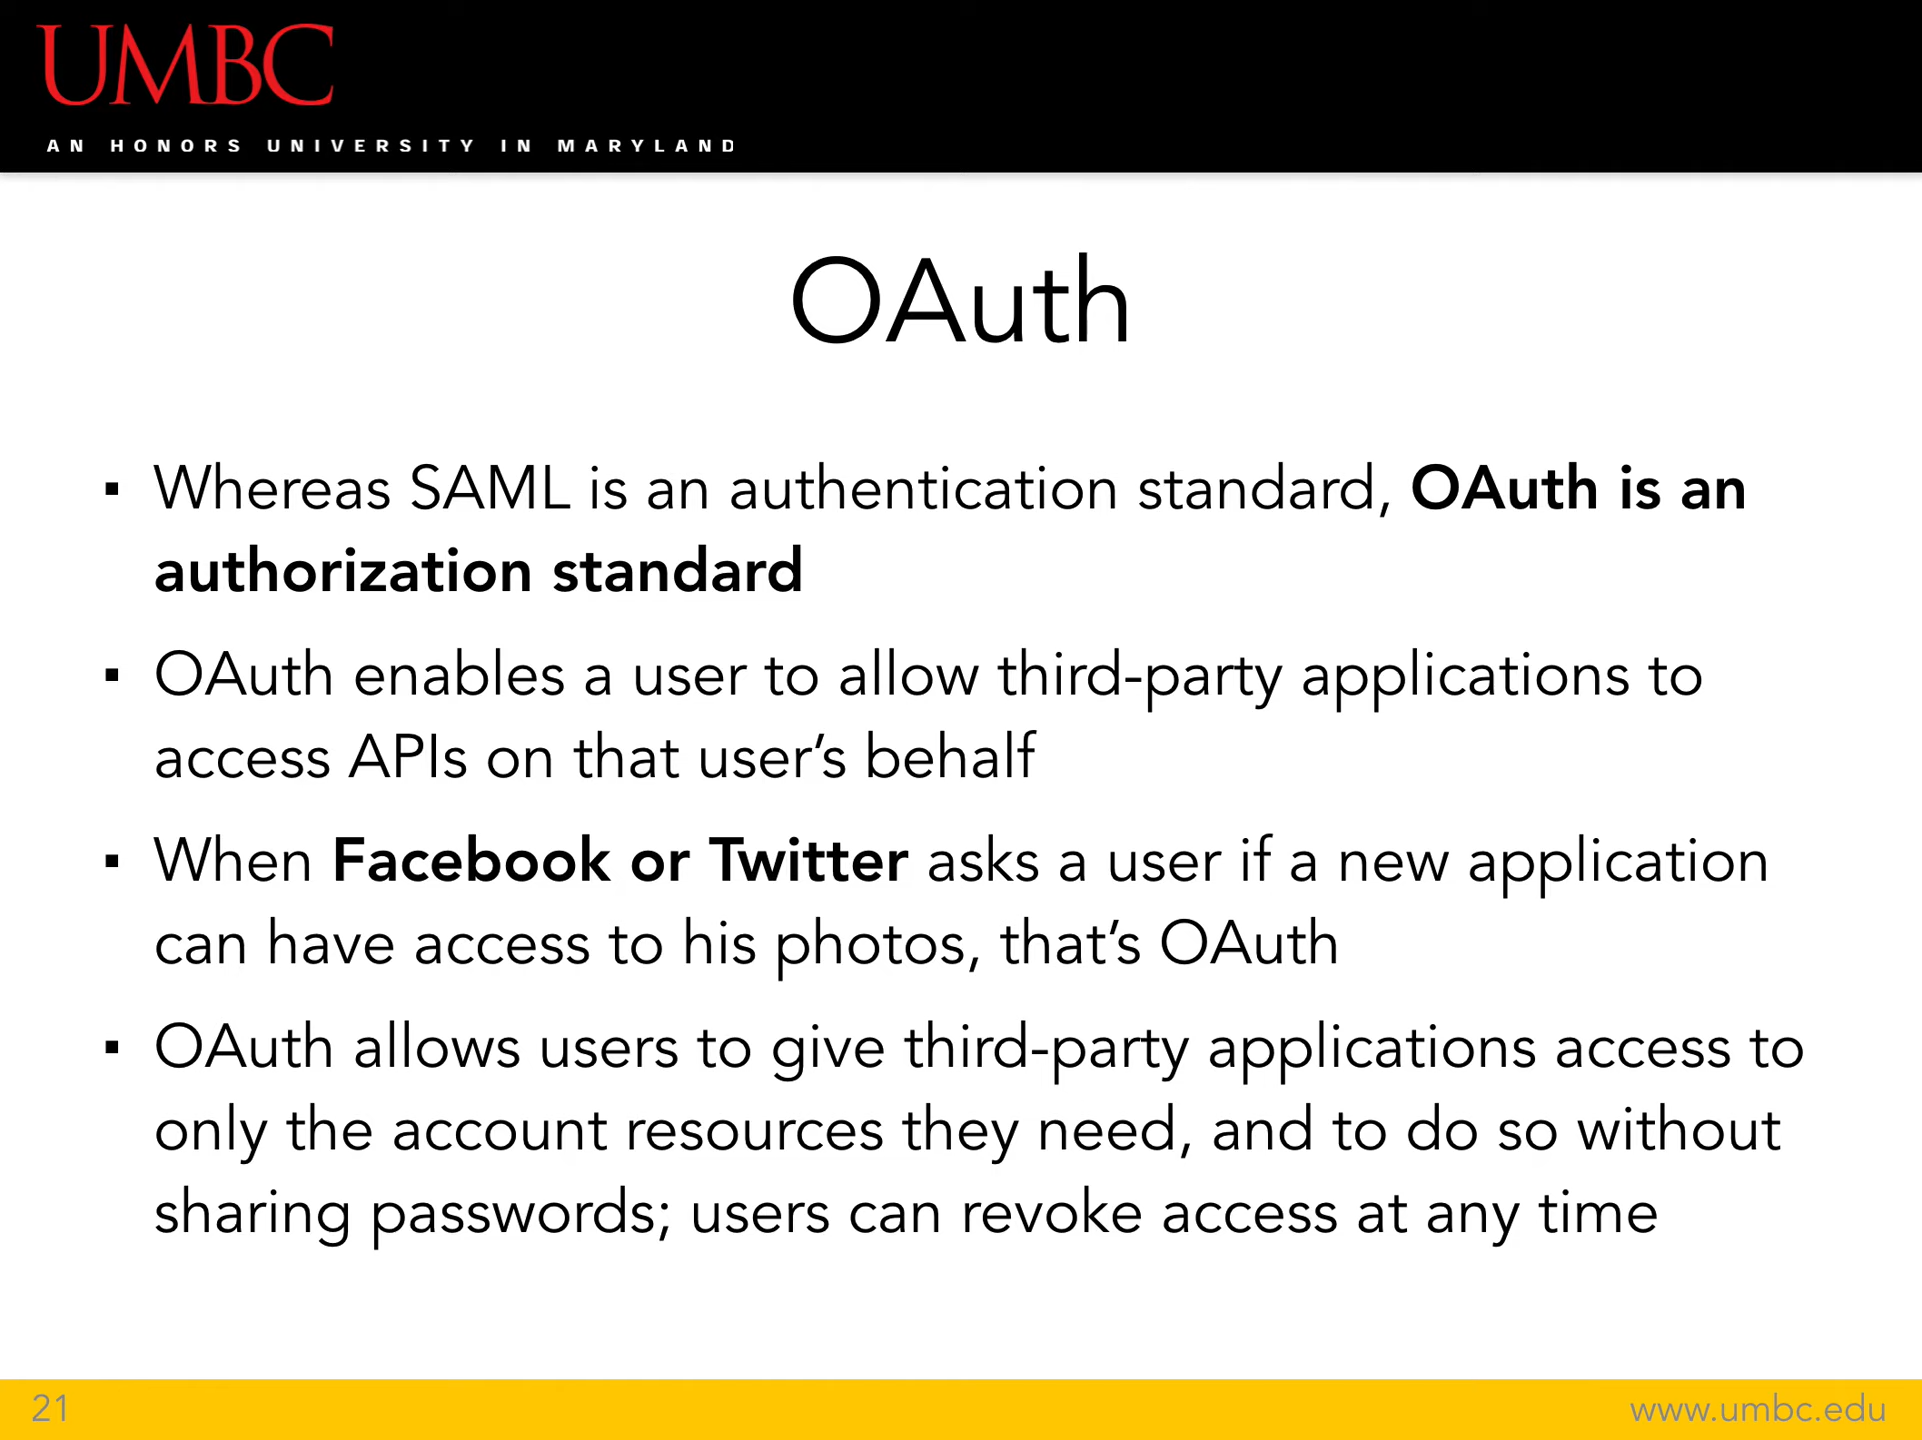 UMBC
AN HONORS UNIVERSITY IN MARYLAND
OAuth
▪ Whereas SAML is an authentication standard, OAuth is an
authorization standard
▪ OAuth enables a user to allow third-party applications to
access APIs on that user’s behalf
▪ When Facebook or Twitter asks a user if a new application
can have access to his photos, that’s OAuth
▪ OAuth allows users to give third-party applications access to
only the account resources they need, and to do so without
sharing passwords; users can revoke access at any time
21
www.umbc.edu